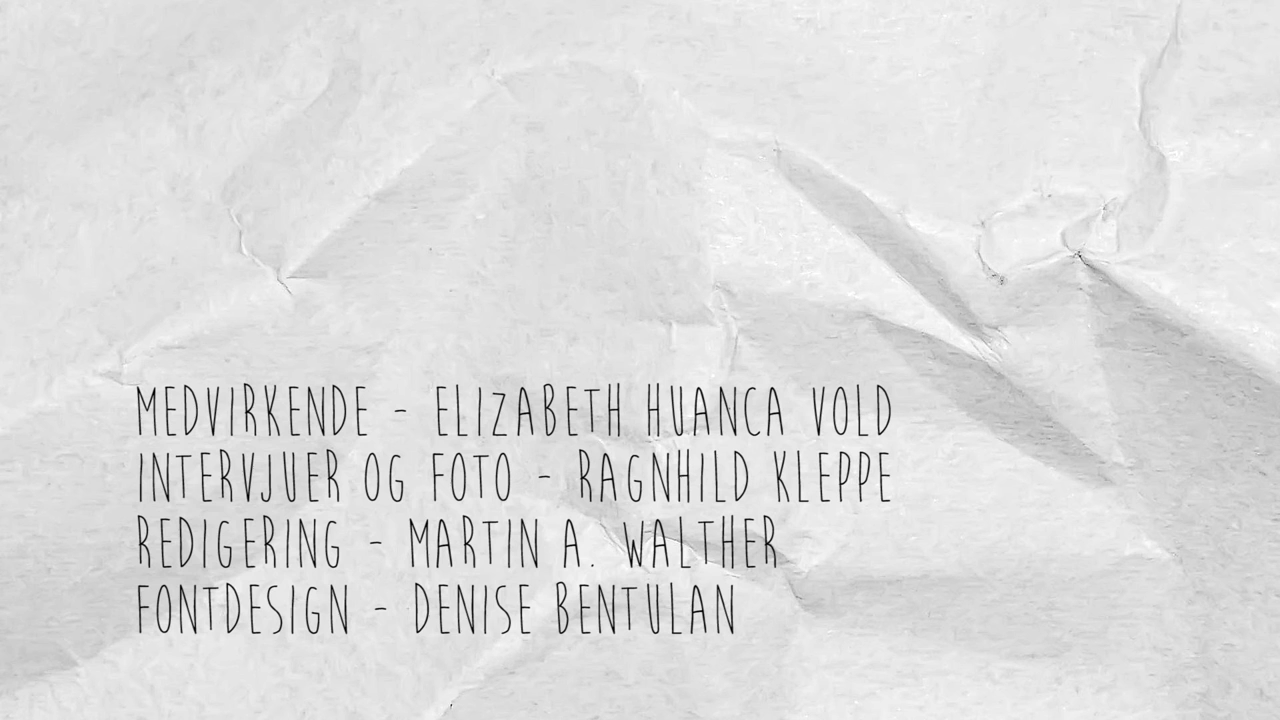 MEDVIRKENDE - ELIZABETH HUANCA VOLD
INTERVJUER OG FOTO - RAGNHILD KLEPPE
REDIGERING - MARTIN A. WALTHER
FONTDESIGN - DENISE BENTULAN